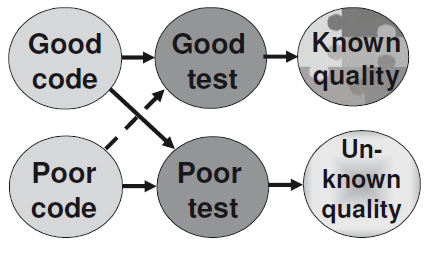 Good
code
Good
test
Known
quality
Poor
code
Poor
test
Un-
known
quality